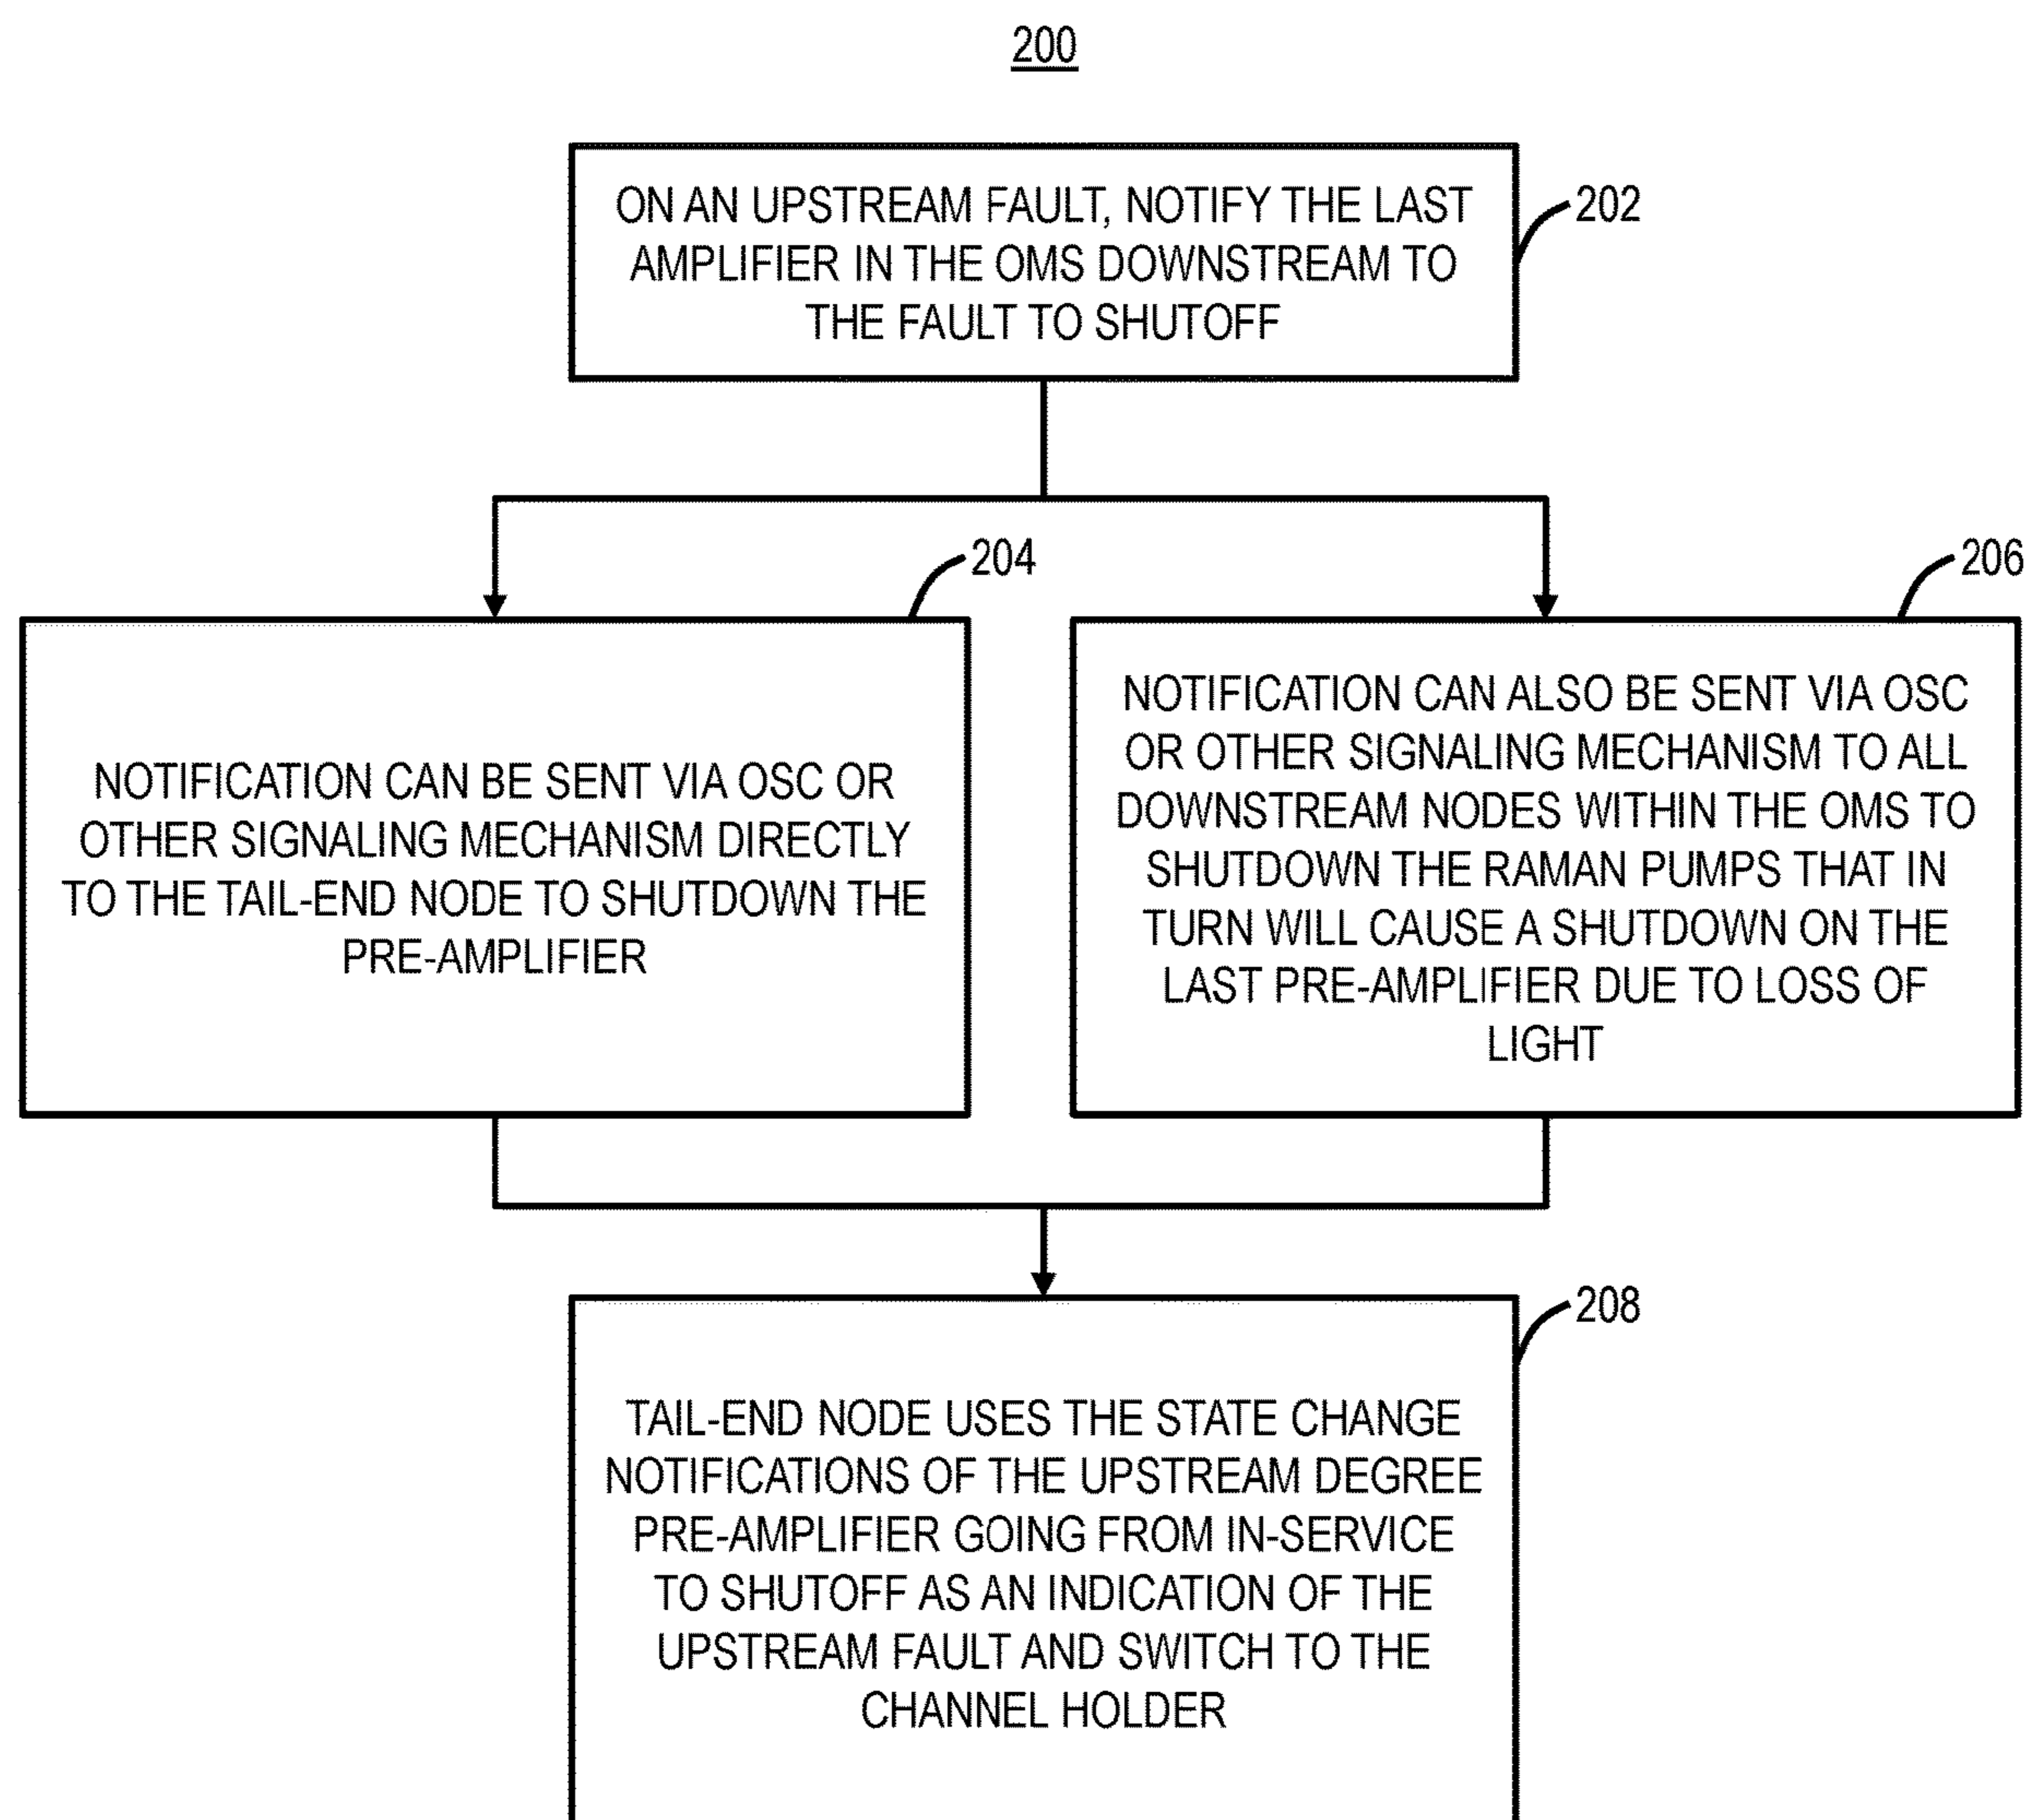 200
ON AN UPSTREAM FAULT, NOTIFY THE LAST
AMPLIFIER IN THE OMS DOWNSTREAM TO
THE FAULT TO SHUTOFF
202
204
NOTIFICATION CAN BE SENT VIA OSC OR
OTHER SIGNALING MECHANISM DIRECTLY
TO THE TAIL-END NODE TO SHUTDOWN THE
PRE-AMPLIFIER
206
NOTIFICATION CAN ALSO BE SENT VIA OSC
OR OTHER SIGNALING MECHANISM TO ALL
DOWNSTREAM NODES WITHIN THE OMS TO
SHUTDOWN THE RAMAN PUMPS THAT IN
TURN WILL CAUSE A SHUTDOWN ON THE
LAST PRE-AMPLIFIER DUE TO LOSS OF
LIGHT
208
TAIL-END NODE USES THE STATE CHANGE
NOTIFICATIONS OF THE UPSTREAM DEGREE
PRE-AMPLIFIER GOING FROM IN-SERVICE
TO SHUTOFF AS AN INDICATION OF THE
UPSTREAM FAULT AND SWITCH TO THE
CHANNEL HOLDER